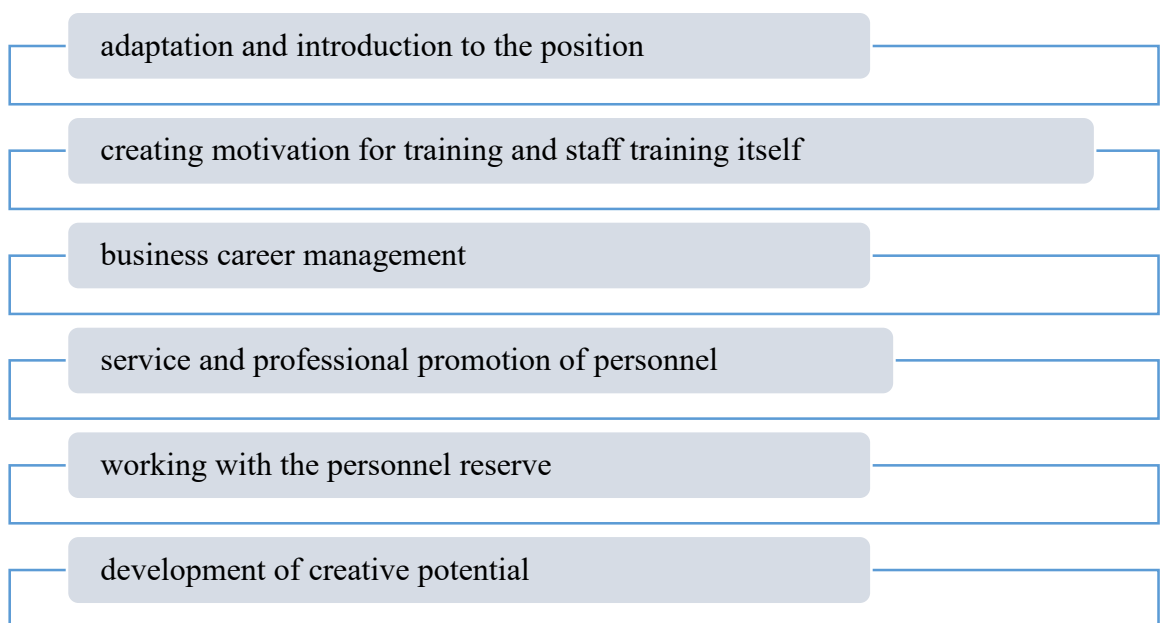 adaptation and introduction to the position
creating motivation for training and staff training itself
business career management
service and professional promotion of personnel
working with the personnel reserve
development of creative potential